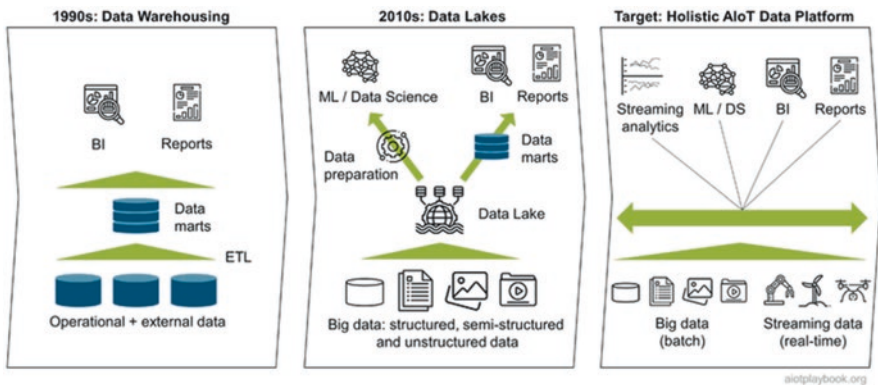 1990s: Data Warehousing
BI
Reports
Data
marts
ETL
Operational + external data
2010s: Data Lakes
ML / Data Science
BI
Reports
Data
preparation
Data
marts
Data Lake
Big data: structured, semi-structured
and unstructured data
Target: Holistic AIoT Data Platform
Streaming
analytics
ML / DS
BI
Reports
Big data
(batch)
Streaming data
(real-time)
aiotplaybook.org